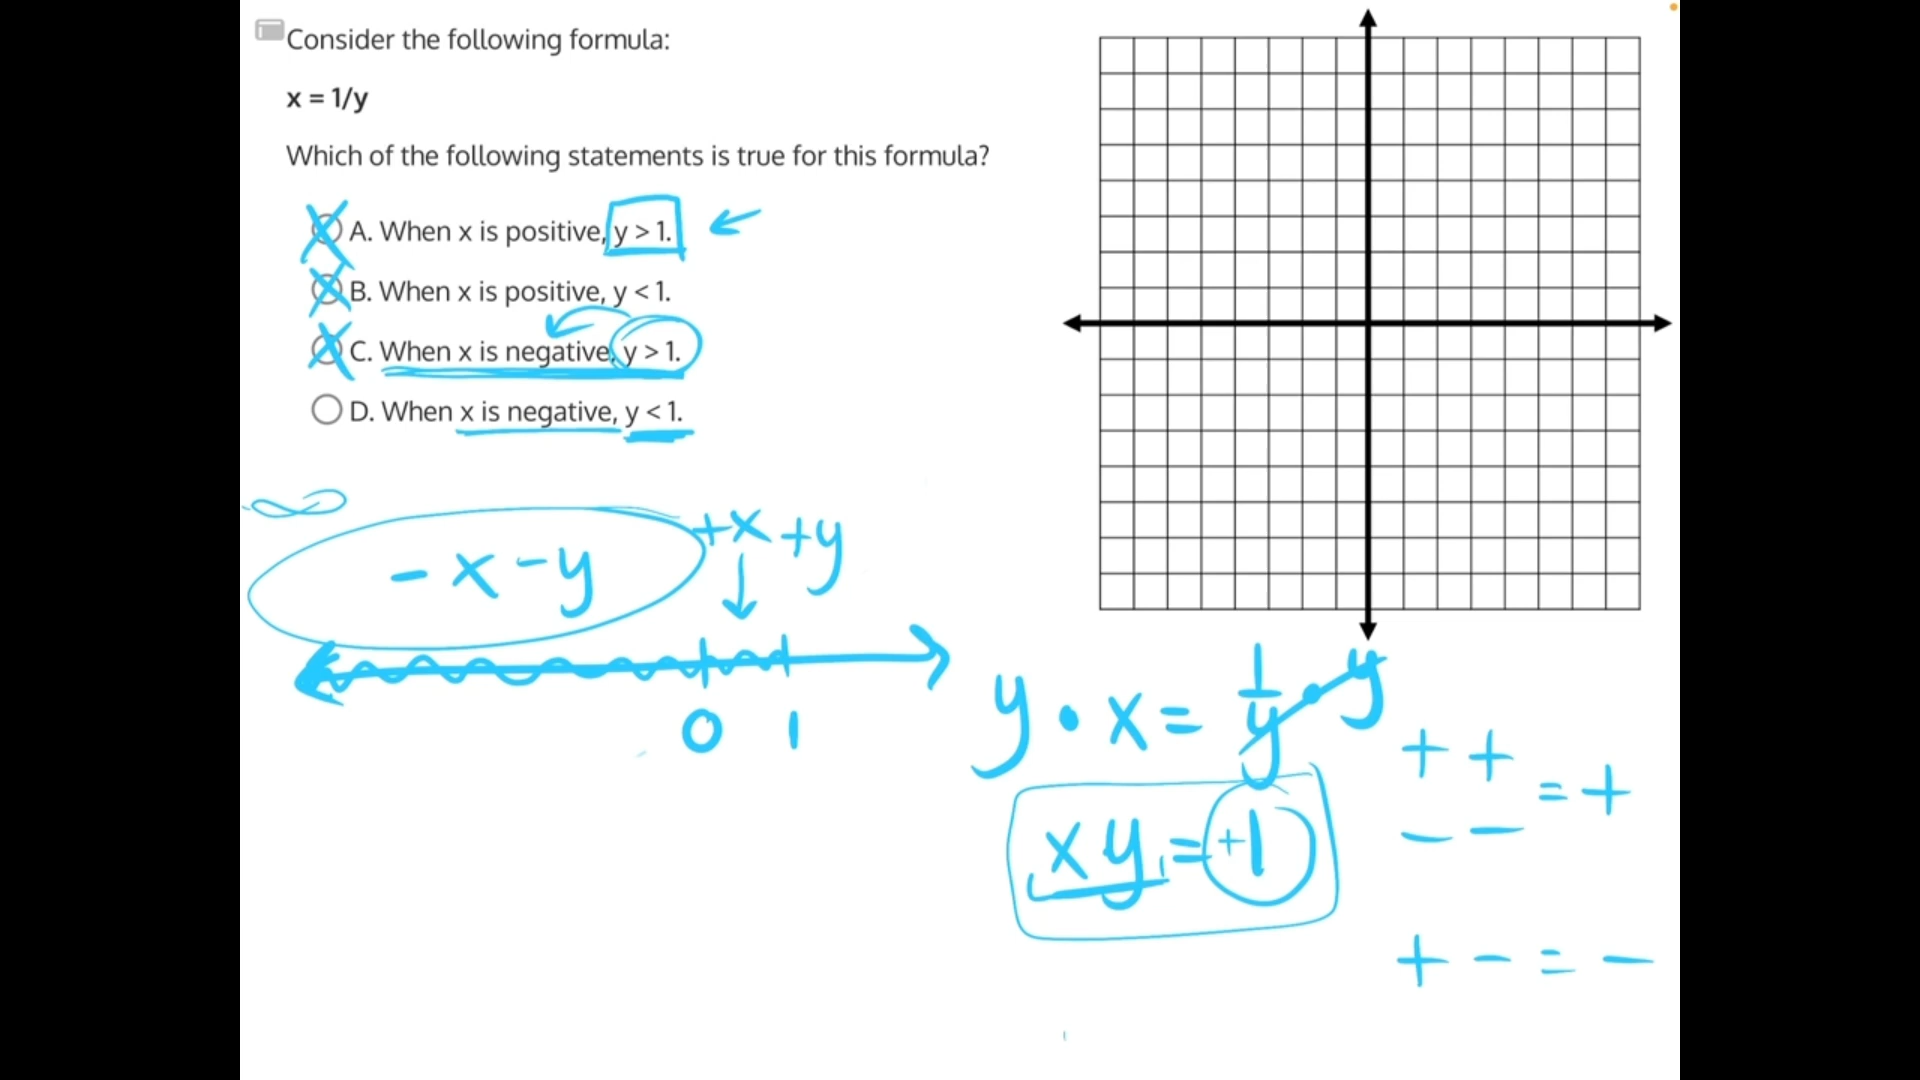 Consider the following formula:
x = 1/y
Which of the following statements is true for this formula?
A. When x is positive, y > 1.
B. When x is positive, y < 1.
C. When x is negative, y > 1.
D. When x is negative, y < 1.
∞
- x - y
+x +y
0 1
y · x = 1/y · y
xy = +1
+ +
= +
- -
+ - = -